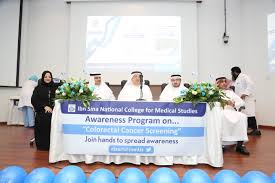 Ibn Sina National College for Medical Studies
Awareness Program on...
"Colorectal Cancer Screening"
Join hands to spread awareness